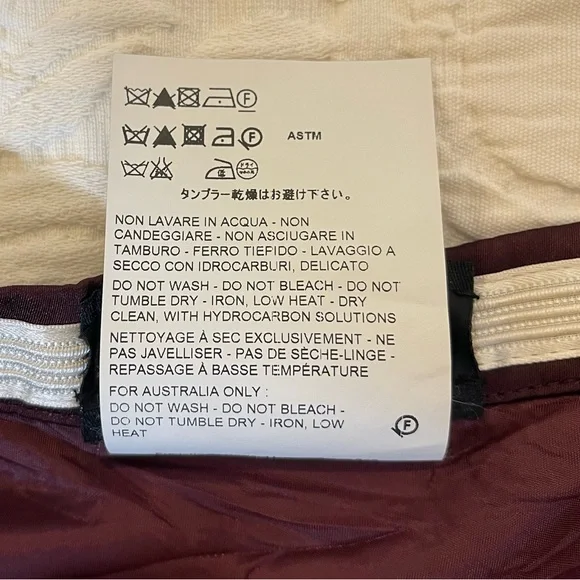 F
F ASTM
ドライ
タンブラー乾燥はお避け下さい。
NON LAVARE IN ACQUA - NON
CANDEGGIARE - NON ASCIUGARE IN
TAMBURO - FERRO TIEPIDO - LAVAGGIO A
SECCO CON IDROCARBURI, DELICATO
DO NOT WASH - DO NOT BLEACH - DO NOT
TUMBLE DRY - IRON, LOW HEAT - DRY
CLEAN, WITH HYDROCARBON SOLUTIONS
NETTOYAGE À SEC EXCLUSIVEMENT - NE
PAS JAVELLISER - PAS DE SÈCHE-LINGE -
REPASSAGE À BASSE TEMPÉRATURE
FOR AUSTRALIA ONLY :
DO NOT WASH - DO NOT BLEACH -
DO NOT TUMBLE DRY - IRON, LOW
HEAT
F